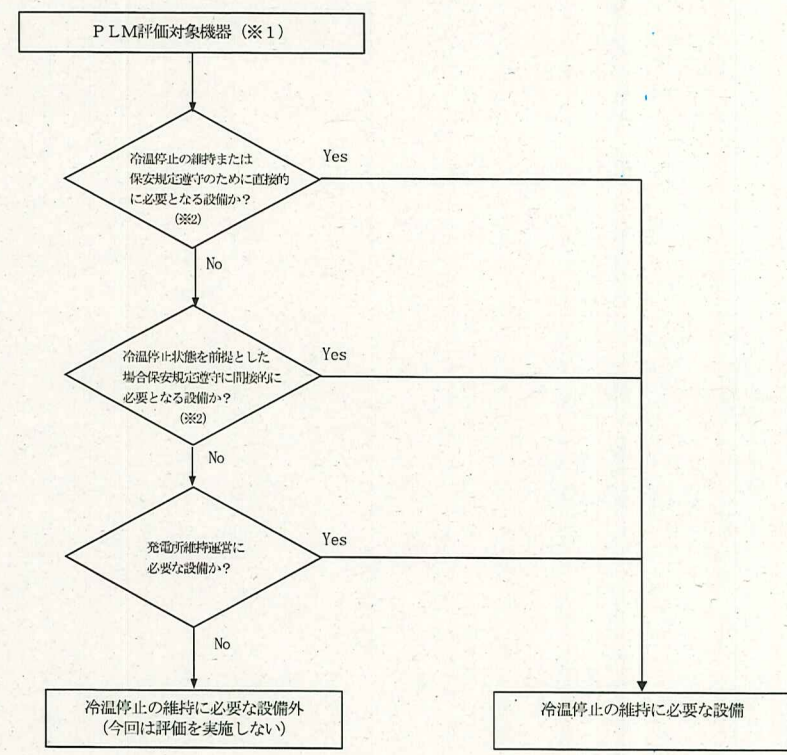 PLM評価対象機器（※1）
冷温停止の維持または
保安規定遵守のために直接的
に必要となる設備か？
（※2）
Yes
No
冷温停止状態を前提とした
場合保安規定遵守に間接的に
必要となる設備か？
（※2）
Yes
No
発電所維持運営に
必要な設備か？
Yes
No
冷温停止の維持に必要な設備外
（今回は評価を実施しない）
冷温停止の維持に必要な設備